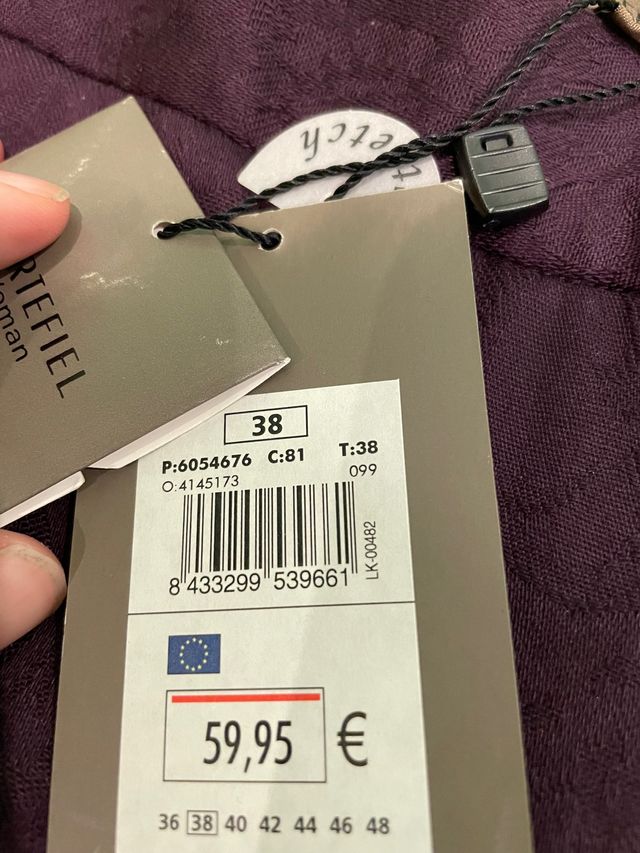 etch
RTEFIEL
oman
38
P:6054676 C:81 T:38
O:4145173 099
8 433299 539661
LK-00482
59,95 €
36 38 40 42 44 46 48